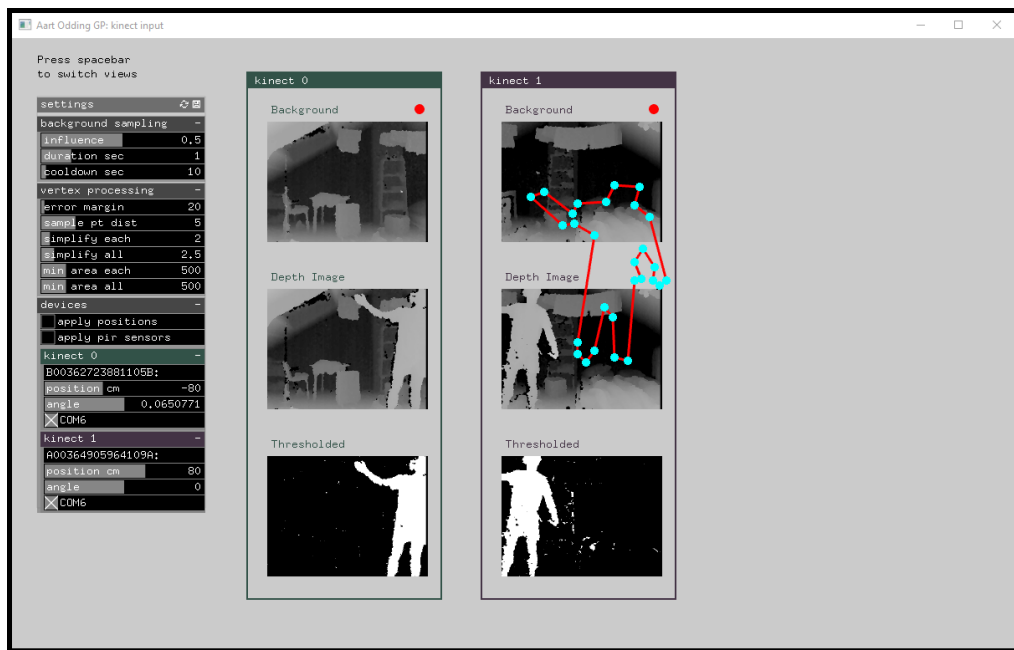 Aart Odding GP: kinect input
Press spacebar
to switch views
settings
background sampling -
influence 0.5
duration sec 1
cooldown sec 10
vertex processing -
error margin 20
sample pt dist 5
simplify each 2
simplify all 2.5
min area each 500
min area all 500
devices -
apply positions
apply pir sensors
kinect 0 -
B00362723881105B:
position cm -80
angle 0.0650771
COM6
kinect 1 -
A00364905964109A:
position cm 80
angle 0
COM6
kinect 0
Background
Depth Image
Thresholded
kinect 1
Background
Depth Image
Thresholded